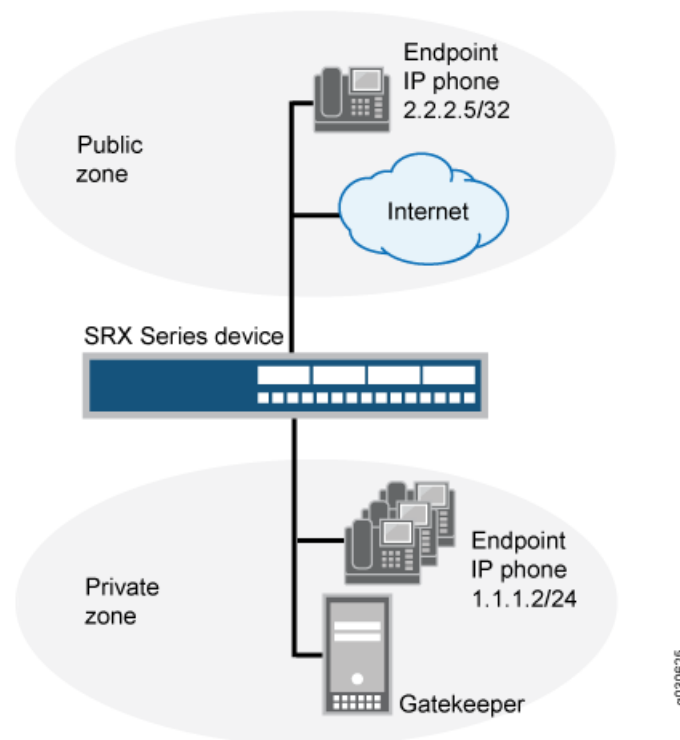 Endpoint
IP phone
2.2.2.5/32
Public
zone
Internet
SRX Series device
Endpoint
IP phone
1.1.1.2/24
Private
zone
Gatekeeper